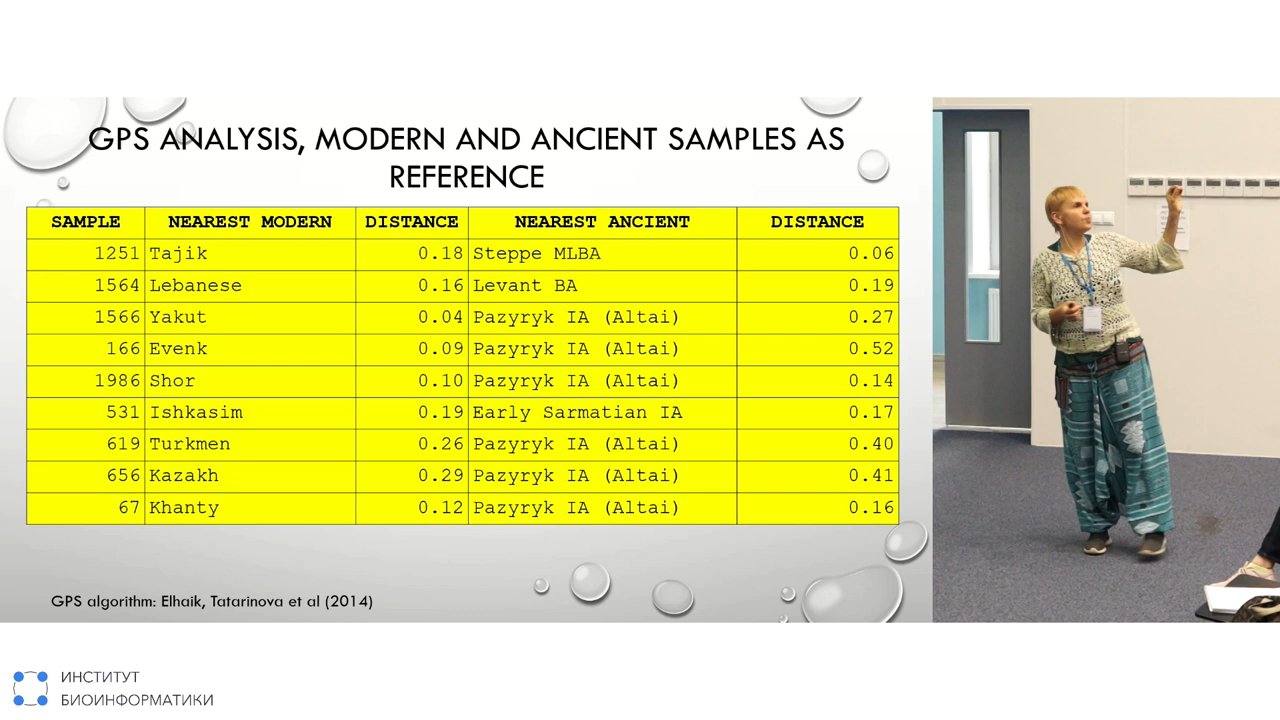 GPS ANALYSIS, MODERN AND ANCIENT SAMPLES AS
REFERENCE
SAMPLE NEAREST MODERN DISTANCE NEAREST ANCIENT DISTANCE
1251 Tajik 0.18 Steppe MLBA 0.06
1564 Lebanese 0.16 Levant BA 0.19
1566 Yakut 0.04 Pazyryk IA (Altai) 0.27
166 Evenk 0.09 Pazyryk IA (Altai) 0.52
1986 Shor 0.10 Pazyryk IA (Altai) 0.14
531 Ishkasim 0.19 Early Sarmatian IA 0.17
619 Turkmen 0.26 Pazyryk IA (Altai) 0.40
656 Kazakh 0.29 Pazyryk IA (Altai) 0.41
67 Khanty 0.12 Pazyryk IA (Altai) 0.16
GPS algorithm: Elhaik, Tatarinova et al (2014)
ИНСТИТУТ
БИОИНФОРМАТИКИ